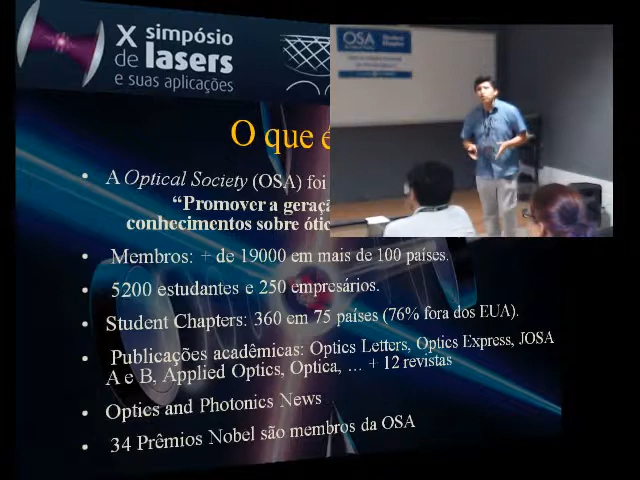 X simpósio
de lasers
e suas aplicações
OSA
O que é
• A Optical Society (OSA) foi
“Promover a geraçã
conhecimentos sobre ótic
• Membros: + de 19000 em mais de 100 países.
• 5200 estudantes e 250 empresários.
• Student Chapters: 360 em 75 países (76% fora dos EUA).
• Publicações acadêmicas: Optics Letters, Optics Express, JOSA
A e B, Applied Optics, Optica, … + 12 revistas
• Optics and Photonics News
• 34 Prêmios Nobel são membros da OSA